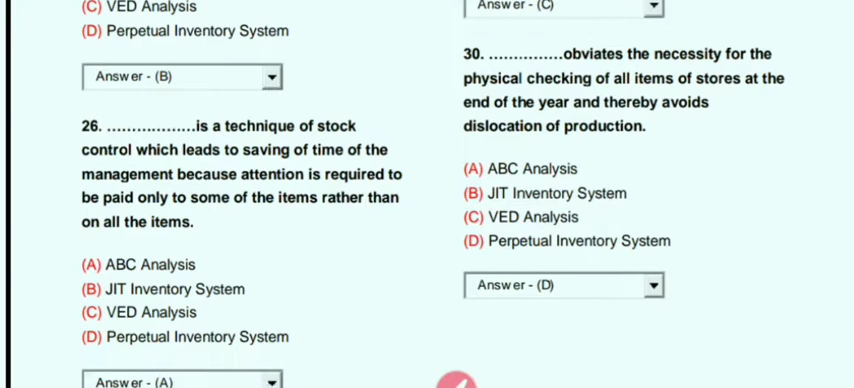 (C) VED Analysis
(D) Perpetual Inventory System
Answer - (B)
26. ..................is a technique of stock
control which leads to saving of time of the
management because attention is required to
be paid only to some of the items rather than
on all the items.
(A) ABC Analysis
(B) JIT Inventory System
(C) VED Analysis
(D) Perpetual Inventory System
Answer - (A)
Answer - (C)
30. ...............obviates the necessity for the
physical checking of all items of stores at the
end of the year and thereby avoids
dislocation of production.
(A) ABC Analysis
(B) JIT Inventory System
(C) VED Analysis
(D) Perpetual Inventory System
Answer - (D)